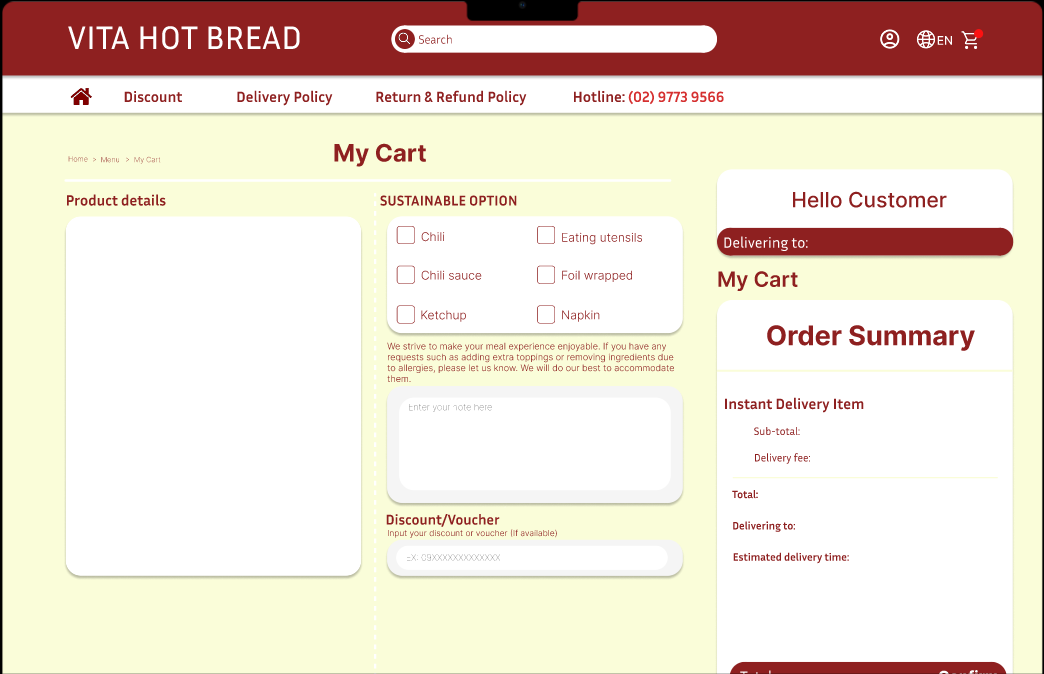 VITA HOT BREAD
Search
EN
Discount
Delivery Policy
Return & Refund Policy
Hotline: (02) 9773 9566
Home > Menu > My Cart
My Cart
Product details
SUSTAINABLE OPTION
Chili
Eating utensils
Chili sauce
Foil wrapped
Ketchup
Napkin
We strive to make your meal experience enjoyable. If you have any
requests such as adding extra toppings or removing ingredients due
to allergies, please let us know. We will do our best to accommodate
them.
Enter your note here
Discount/Voucher
Input your discount or voucher (If available)
EX: 09XXXXXXXXXXXXX
Hello Customer
Delivering to:
My Cart
Order Summary
Instant Delivery Item
Sub-total:
Delivery fee:
Total:
Delivering to:
Estimated delivery time: